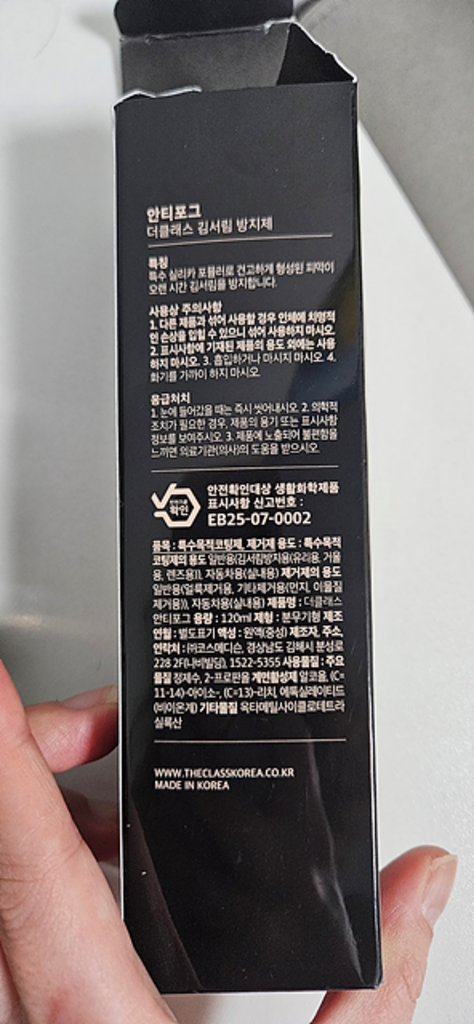 안티포그
더클래스 김서림 방지제
특징
특수 실리카 포뮬러로 견고하게 형성된 피막이
오랜 시간 김서림을 방지합니다.
사용상 주의사항
1. 다른 제품과 섞어 사용할 경우 인체에 치명적
인 손상을 입힐 수 있으니 섞어 사용하지 마시오.
2. 표시사항에 기재된 제품의 용도 외에는 사용
하지 마시오. 3. 흡입하거나 마시지 마시오. 4.
화기를 가까이 하지 마시오.
응급처치
1. 눈에 들어갔을 때는 즉시 씻어내시오. 2. 의학적
조치가 필요한 경우, 제품의 용기 또는 표시사항
정보를 보여주시오. 3. 제품에 노출되어 불편함을
느끼면 의료기관(의사)의 도움을 받으시오.
확인
안전확인대상 생활화학제품
표시사항 신고번호 :
EB25-07-0002
품목 : 특수목적코팅제, 제거제 용도 : 특수목적
코팅제의 용도 일반용(김서림방지용(유리용, 거울
용, 렌즈용)), 자동차용(실내용) 제거제의 용도
일반용(얼룩제거용, 기타제거용(먼지, 이물질
제거용)), 자동차용(실내용) 제품명 : 더클래스
안티포그 용량 : 120ml 제형 : 분무기형 제조
연월 : 별도표기 액성 : 원액(중성) 제조자, 주소,
연락처 : ㈜코스메디슨, 경상남도 김해시 분성로
228 2F(나비빌딩), 1522-5355 사용물질 : 주요
물질 정제수, 2-프로판올 계면활성제 알코올, (C=
11-14)-아이소-, (C=13)-리치, 에톡실레이티드
(비이온계) 기타물질 옥타메틸사이클로테트라
실록산
WWW.THECLASSKOREA.CO.KR
MADE IN KOREA